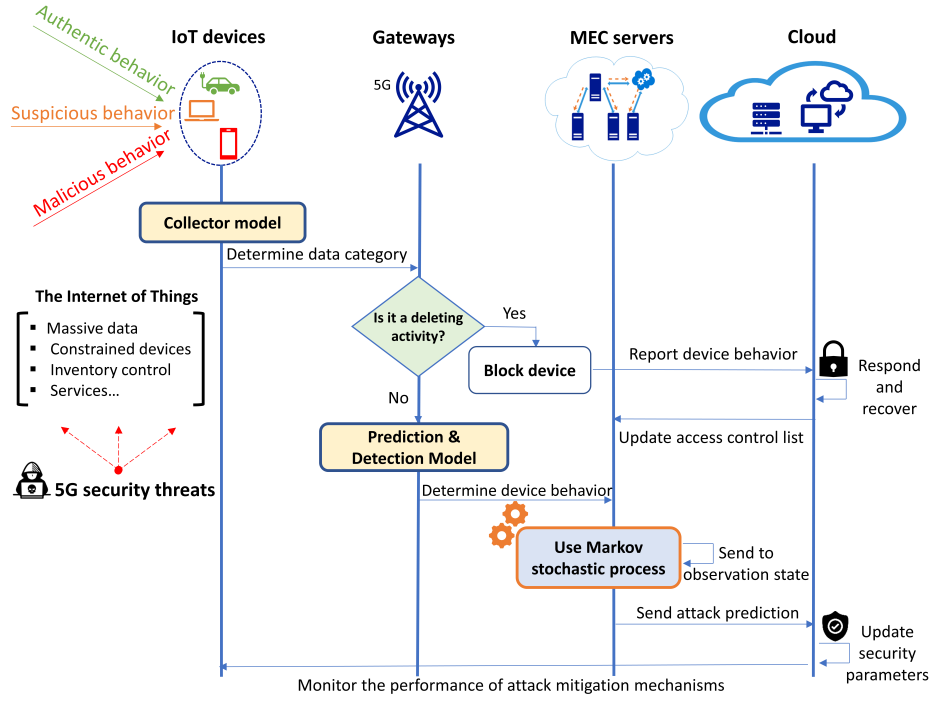 Authentic behavior
Suspicious behavior
Malicious behavior
IoT devices
Gateways
MEC servers
Cloud
5G
Collector model
Determine data category
The Internet of Things
Massive data
Constrained devices
Inventory control
Services...
5G security threats
Is it a deleting
activity?
Yes
No
Block device
Report device behavior
Respond
and
recover
Update access control list
Prediction &
Detection Model
Determine device behavior
Use Markov
stochastic process
Send to
observation state
Send attack prediction
Update
security
parameters
Monitor the performance of attack mitigation mechanisms